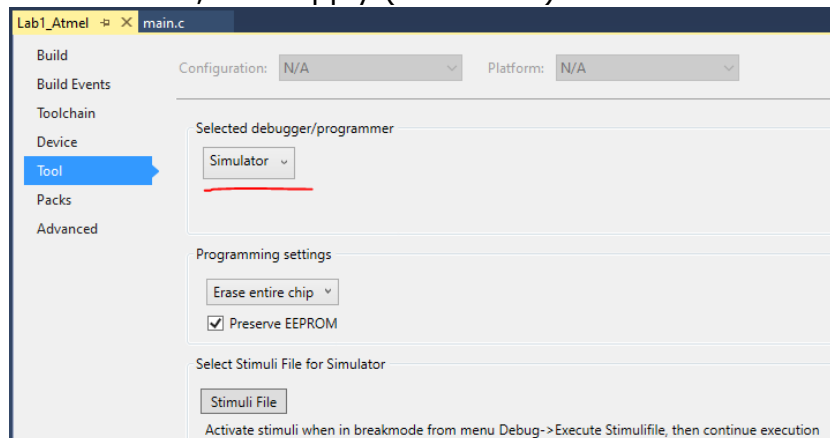 Lab1_Atmel main.c
Build
Configuration: N/A Platform: N/A
Build Events
Toolchain
Selected debugger/programmer
Device
Simulator
Tool
Packs
Advanced
Programming settings
Erase entire chip
Preserve EEPROM
Select Stimuli File for Simulator
Stimuli File
Activate stimuli when in breakmode from menu Debug->Execute Stimulifile, then continue execution